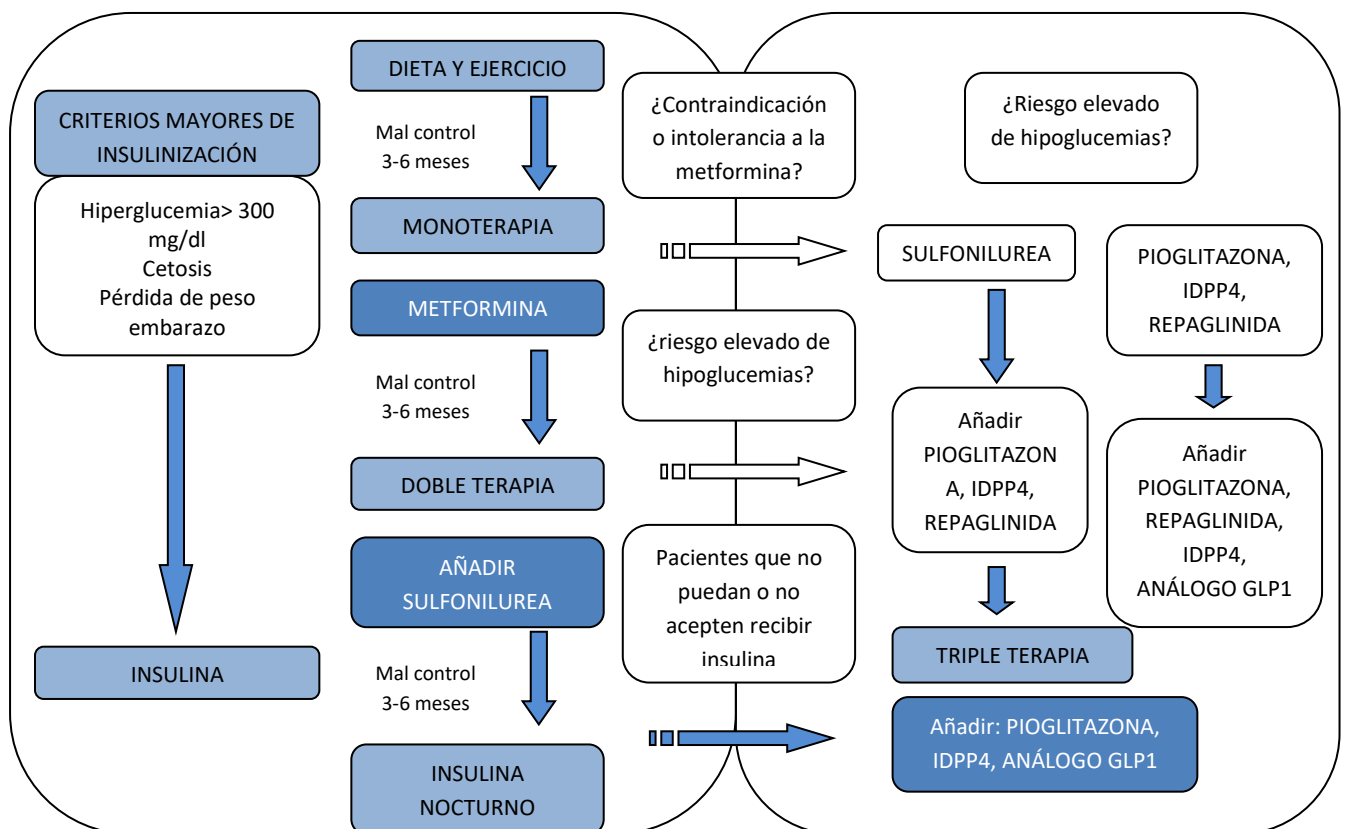 CRITERIOS MAYORES DE
INSULINIZACIÓN
Hiperglucemia> 300
mg/dl
Cetosis
Pérdida de peso
embarazo
INSULINA
DIETA Y EJERCICIO
Mal control
3-6 meses
MONOTERAPIA
METFORMINA
Mal control
3-6 meses
DOBLE TERAPIA
AÑADIR
SULFONILUREA
Mal control
3-6 meses
INSULINA
NOCTURNO
¿Contraindicación
o intolerancia a la
metformina?
¿riesgo elevado de
hipoglucemias?
Pacientes que no
puedan o no
acepten recibir
insulina
¿Riesgo elevado
de hipoglucemias?
SULFONILUREA
Añadir
PIOGLITAZON
A, IDPP4,
REPAGLINIDA
TRIPLE TERAPIA
Añadir: PIOGLITAZONA,
IDPP4, ANÁLOGO GLP1
PIOGLITAZONA,
IDPP4,
REPAGLINIDA
Añadir
PIOGLITAZONA,
REPAGLINIDA,
IDPP4,
ANÁLOGO GLP1